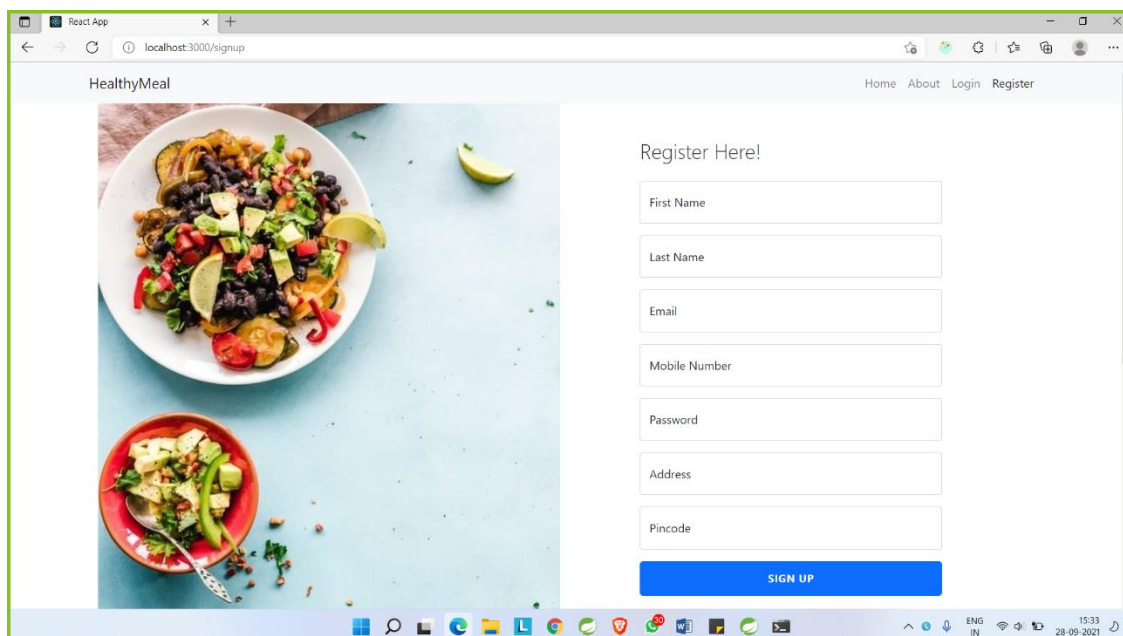 React App
localhost:3000/signup
HealthyMeal
Home About Login Register
Register Here!
First Name
Last Name
Email
Mobile Number
Password
Address
Pincode
SIGN UP
L
30
ENG
IN
15:33
28-09-2021